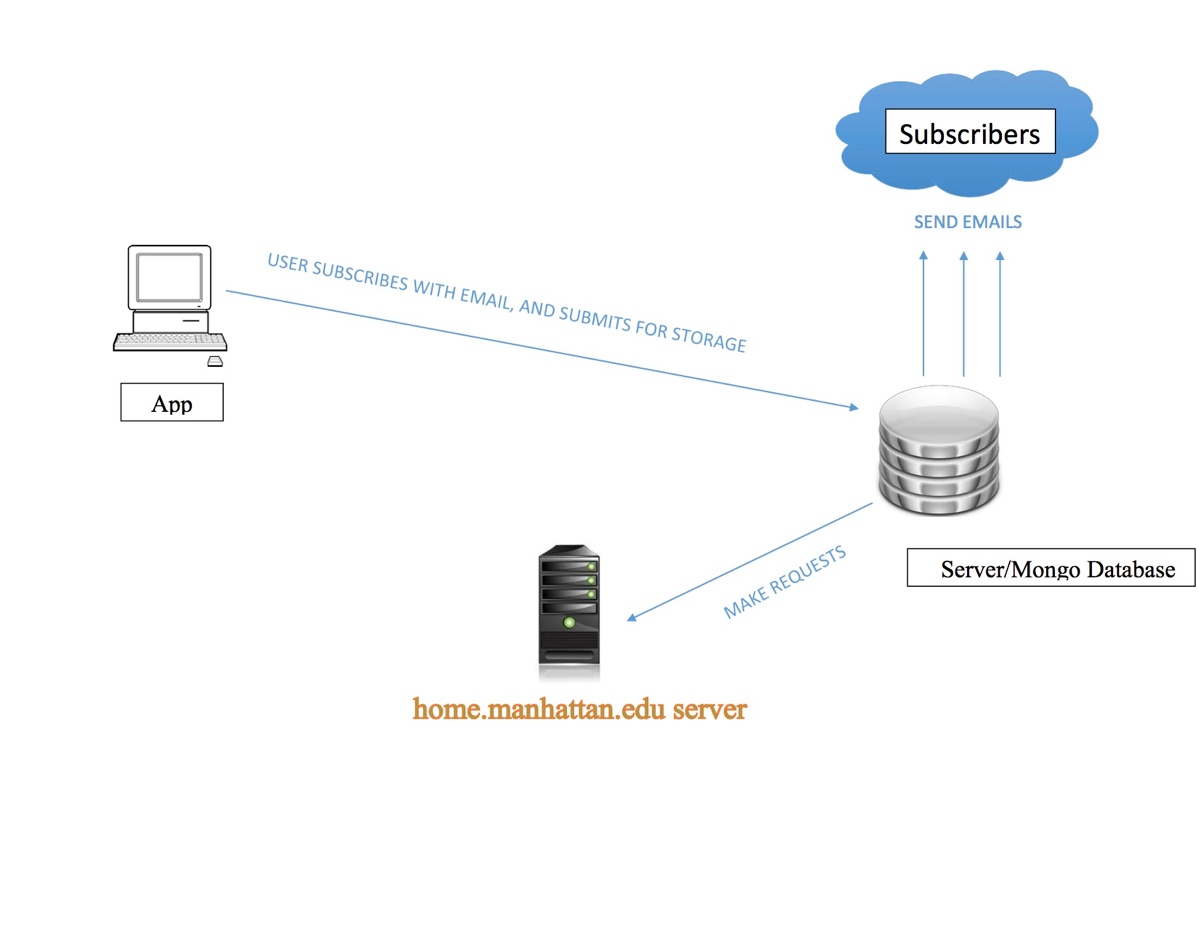 Subscribers
SEND EMAILS
USER SUBSCRIBES WITH EMAIL, AND SUBMITS FOR STORAGE
App
Server/Mongo Database
MAKE REQUESTS
home.manhattan.edu server